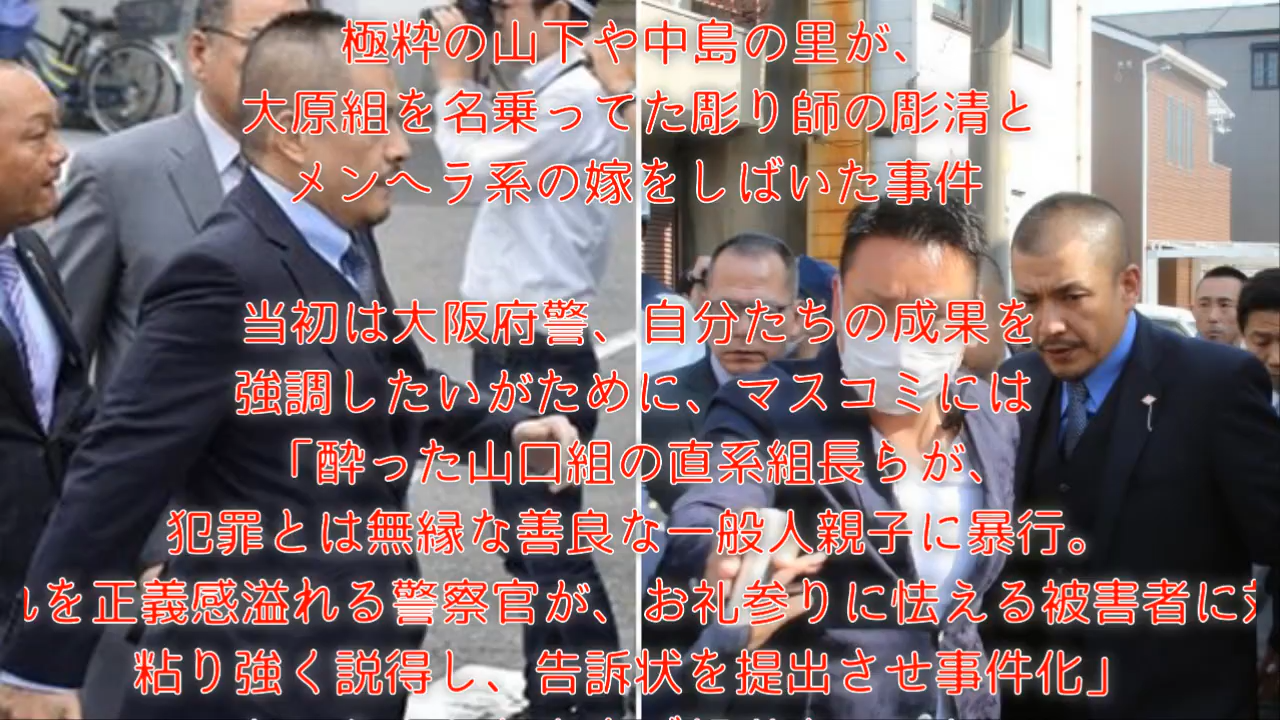 極粋の山下や中島の里が、
大原組を名乗ってた彫り師の彫清と
メンヘラ系の嫁をしばいた事件
当初は大阪府警、自分たちの成果を
強調したいがために、マスコミには
「酔った山口組の直系組長らが、
犯罪とは無縁な善良な一般人親子に暴行。
を正義感溢れる警察官が、お礼参りに怯える被害者に
粘り強く説得し、告訴状を提出させ事件化」